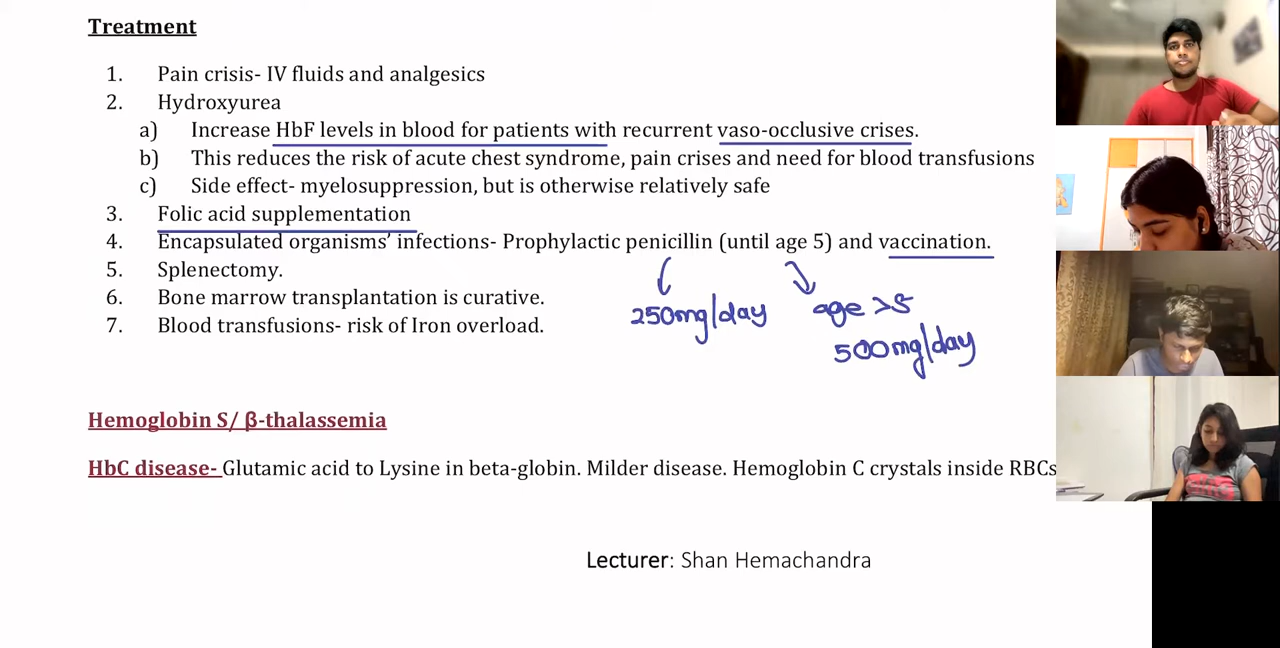 Treatment
1. Pain crisis- IV fluids and analgesics
2. Hydroxyurea
a) Increase HbF levels in blood for patients with recurrent vaso-occlusive crises.
b) This reduces the risk of acute chest syndrome, pain crises and need for blood transfusions
c) Side effect- myelosuppression, but is otherwise relatively safe
3. Folic acid supplementation
4. Encapsulated organisms’ infections- Prophylactic penicillin (until age 5) and vaccination.
5. Splenectomy.
6. Bone marrow transplantation is curative.
7. Blood transfusions- risk of Iron overload.
250mg/day
age >5
500mg/day
Hemoglobin S/ β-thalassemia
HbC disease- Glutamic acid to Lysine in beta-globin. Milder disease. Hemoglobin C crystals inside RBCs
Lecturer: Shan Hemachandra